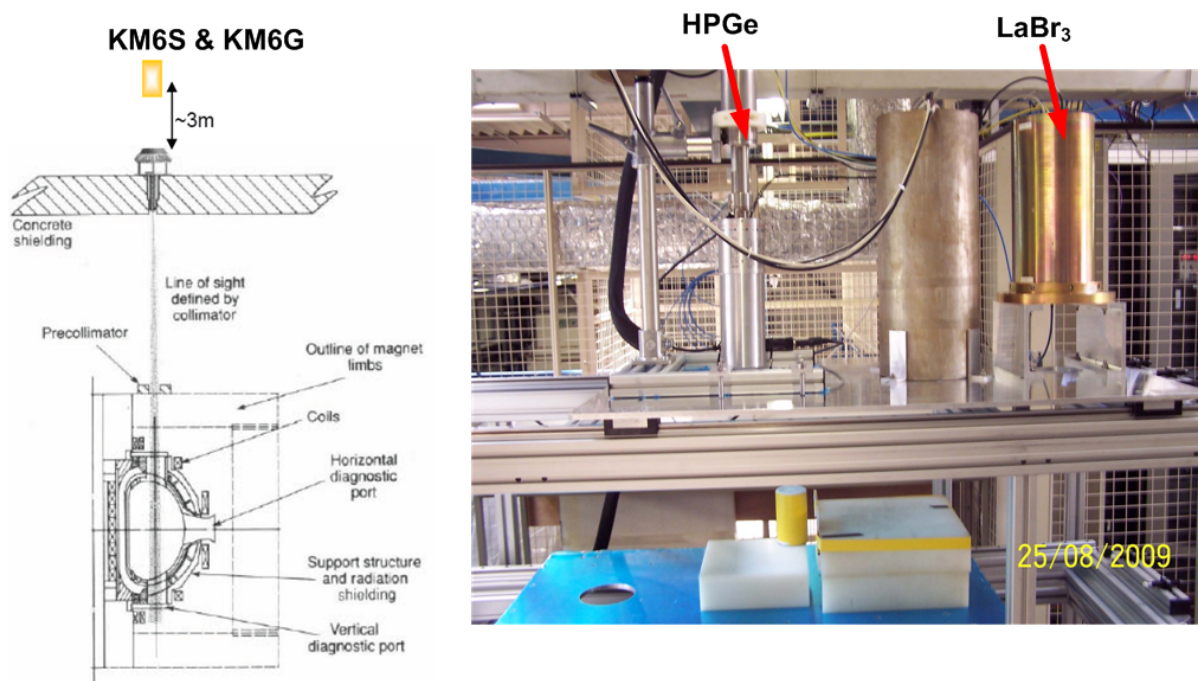 KM6S & KM6G
~3m
Concrete
shielding
Line of sight
defined by
collimator
Precollimator
Outline of magnet
limbs
Coils
Horizontal
diagnostic
port
Support structure
and radiation
shielding
Vertical
diagnostic port
HPGe
LaBr₃
25/08/2009